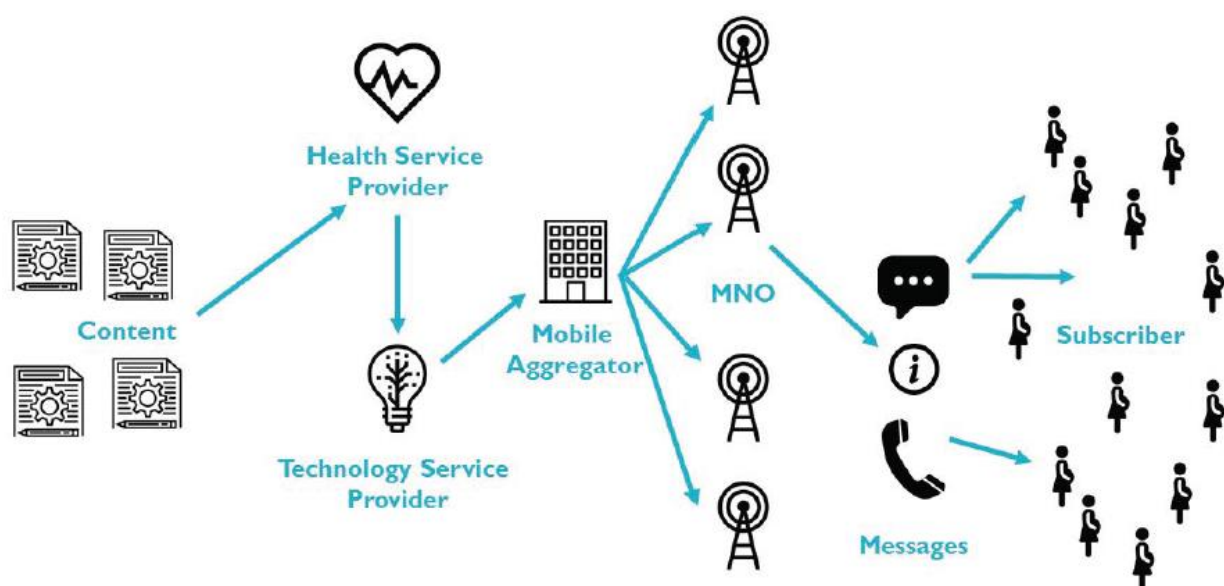 Health Service
Provider
Content
Technology Service
Provider
Mobile
Aggregator
MNO
Messages
Subscriber